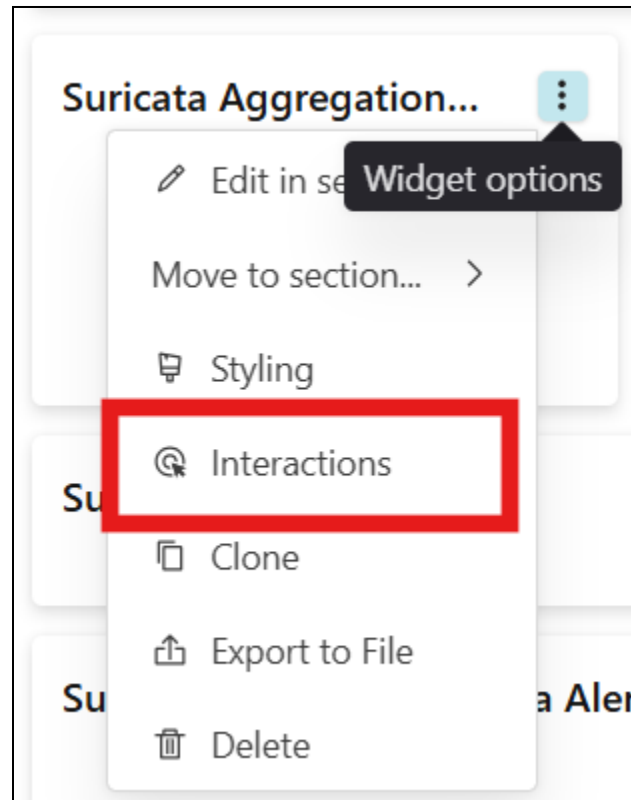 Suricata Aggregation...
Edit in se
Widget options
Move to section...
Styling
Interactions
Su
Clone
Export to File
Su
a Aler
Delete